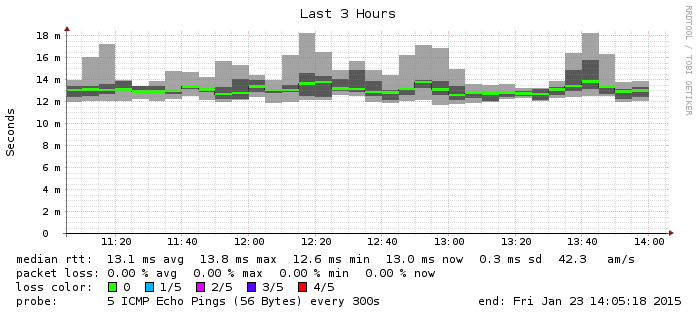 Last 3 Hours
RRDTOOL / TOBI OETIKER
Seconds
18 m
16 m
14 m
12 m
10 m
8 m
6 m
4 m
2 m
0
11:20 11:40 12:00 12:20 12:40 13:00 13:20 13:40 14:00
median rtt: 13.1 ms avg 13.8 ms max 12.6 ms min 13.0 ms now 0.3 ms sd 42.3 am/s
packet loss: 0.00 % avg 0.00 % max 0.00 % min 0.00 % now
loss color: 0 1/5 2/5 3/5 4/5
probe: 5 ICMP Echo Pings (56 Bytes) every 300s end: Fri Jan 23 14:05:18 2015